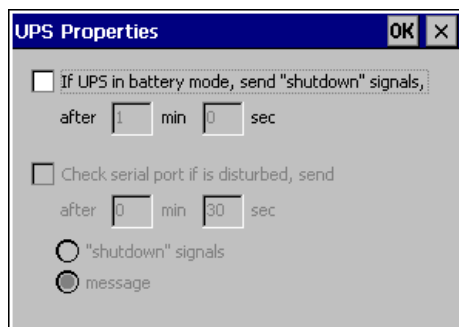 UPS Properties OK ×
If UPS in battery mode, send "shutdown" signals,
after 1 min 0 sec
Check serial port if is disturbed, send
after 0 min 30 sec
"shutdown" signals
message